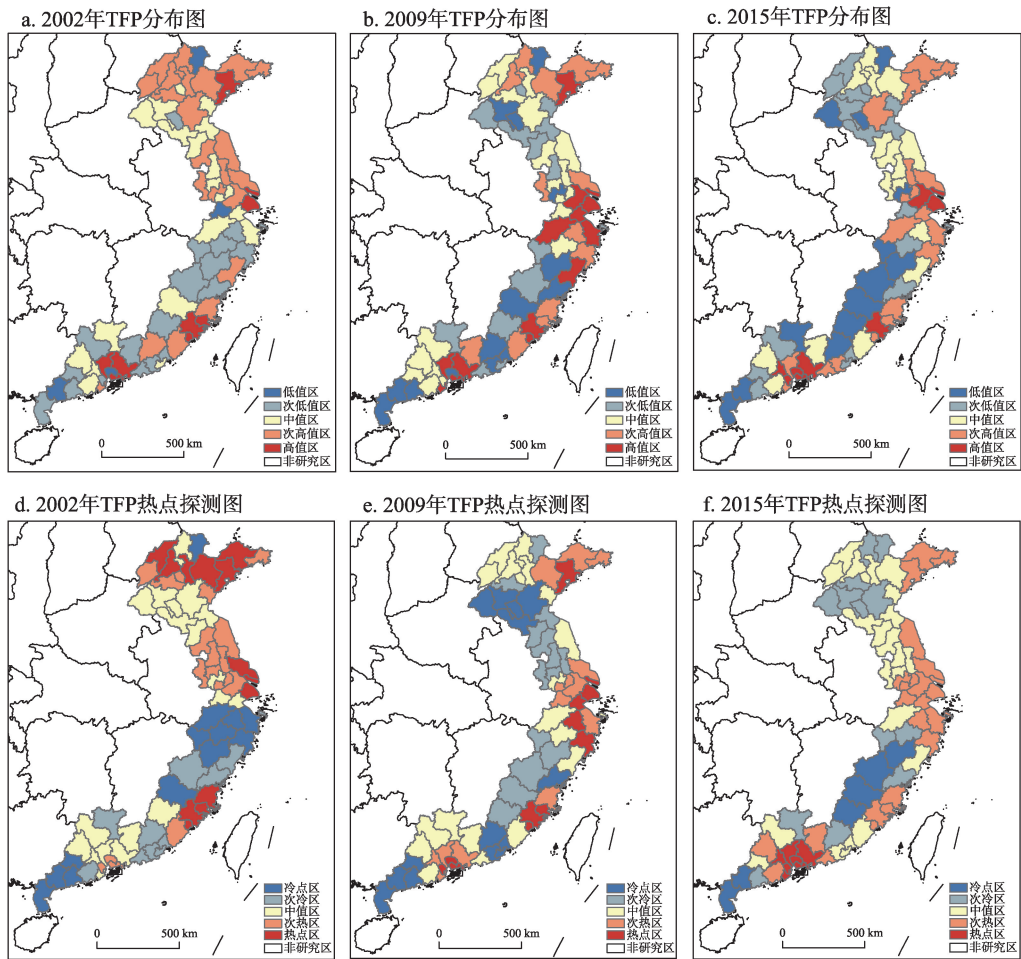 a. 2002年TFP分布图
低值区
次低值区
中值区
次高值区
高值区
非研究区
0 500 km
b. 2009年TFP分布图
低值区
次低值区
中值区
次高值区
高值区
非研究区
0 500 km
c. 2015年TFP分布图
低值区
次低值区
中值区
次高值区
高值区
非研究区
0 500 km
d. 2002年TFP热点探测图
冷点区
次冷区
中值区
次热区
热点区
非研究区
0 500 km
e. 2009年TFP热点探测图
冷点区
次冷区
中值区
次热区
热点区
非研究区
0 500 km
f. 2015年TFP热点探测图
冷点区
次冷区
中值区
次热区
热点区
非研究区
0 500 km